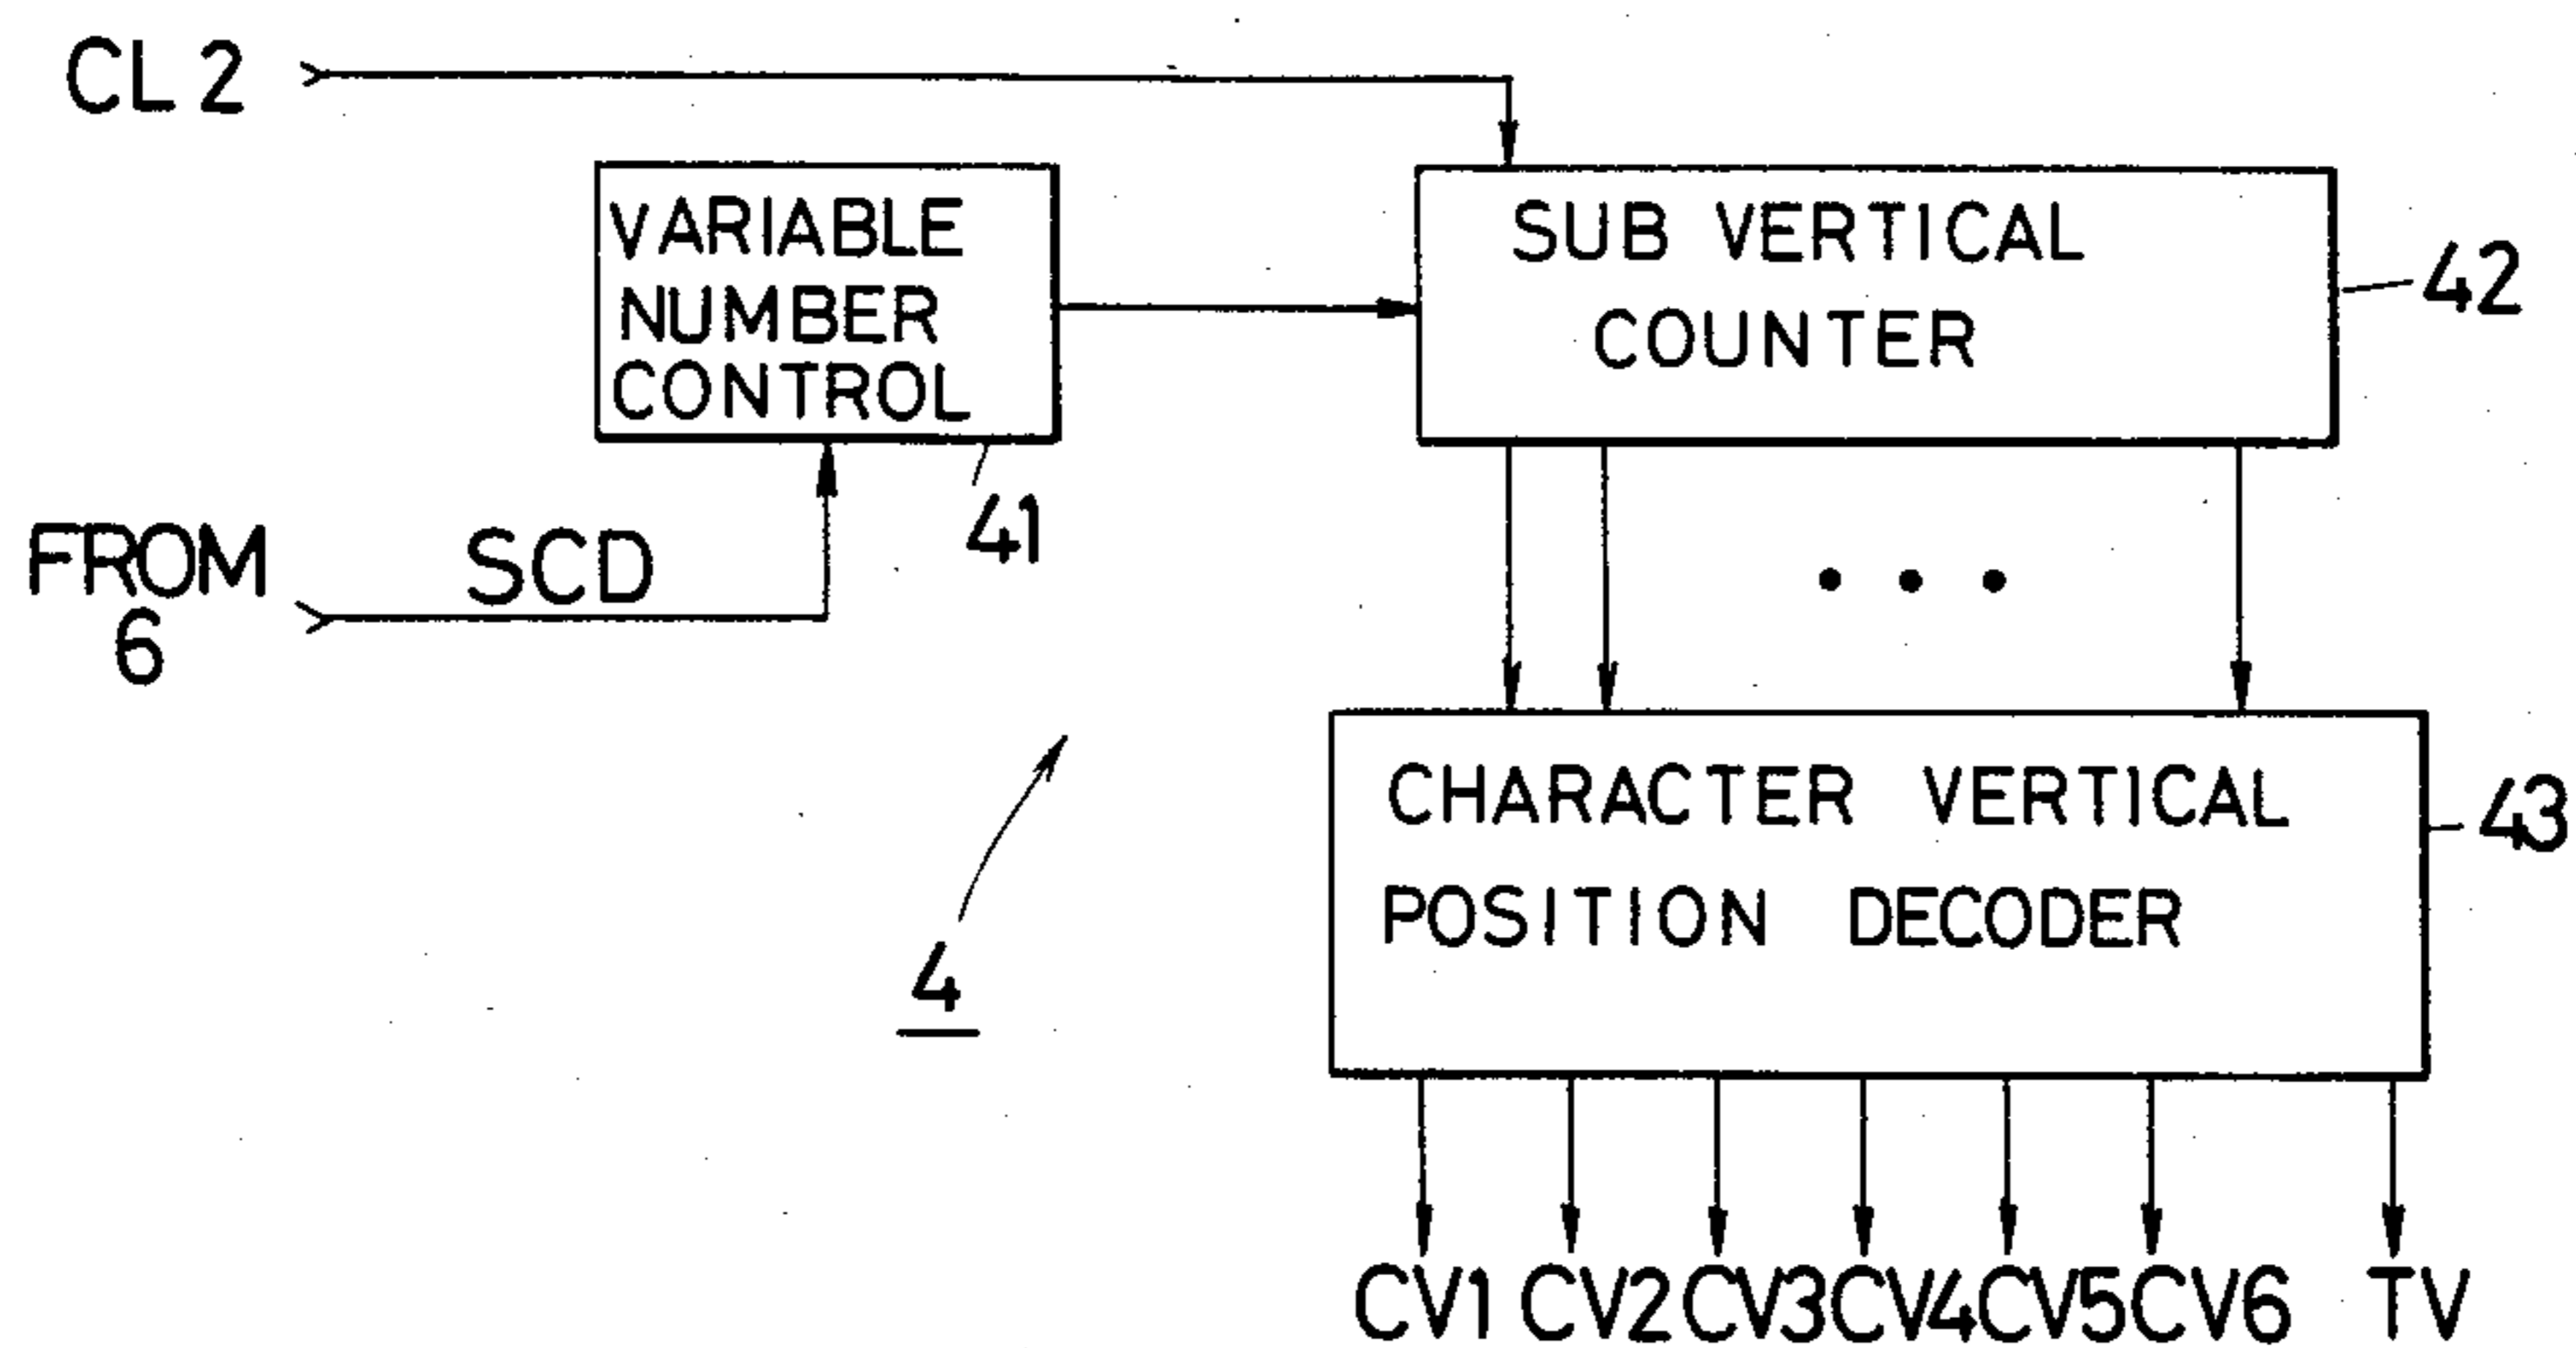 CL 2
VARIABLE
NUMBER
CONTROL
SUB VERTICAL
COUNTER
42
41
FROM
6
SCD
CHARACTER VERTICAL
POSITION DECODER
43
4
CV1 CV2 CV3 CV4 CV5 CV6 TV